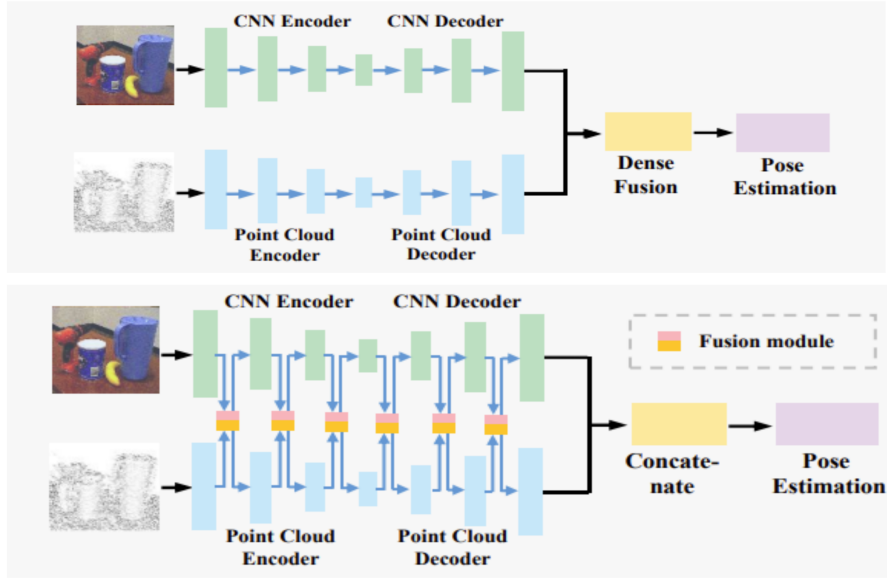 CNN Encoder
CNN Decoder
Dense
Fusion
Pose
Estimation
Point Cloud
Encoder
Point Cloud
Decoder
CNN Encoder
CNN Decoder
Fusion module
Concate-
nate
Pose
Estimation
Point Cloud
Encoder
Point Cloud
Decoder